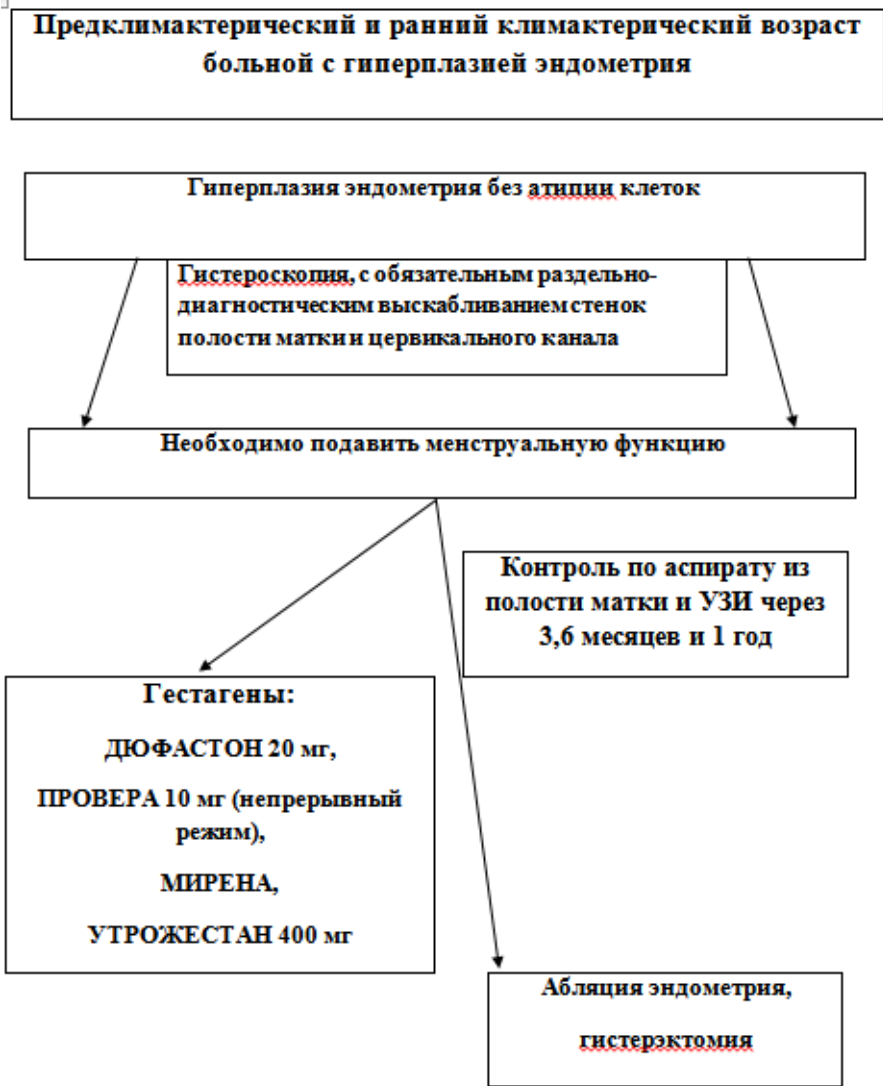 Предклимактерический и ранний климактерический возраст
больной с гиперплазией эндометрия
Гиперплазия эндометрия без атипии клеток
Гистероскопия, с обязательным раздельно-
диагностическим выскабливанием стенок
полости матки и цервикального канала
Необходимо подавить менструальную функцию
Контроль по аспирату из
полости матки и УЗИ через
3,6 месяцев и 1 год
Гестагены:
ДЮФАСТОН 20 мг,
ПРОВЕРА 10 мг (непрерывный
режим),
МИРЕНА,
УТРОЖЕСТАН 400 мг
Абляция эндометрия,
гистерэктомия